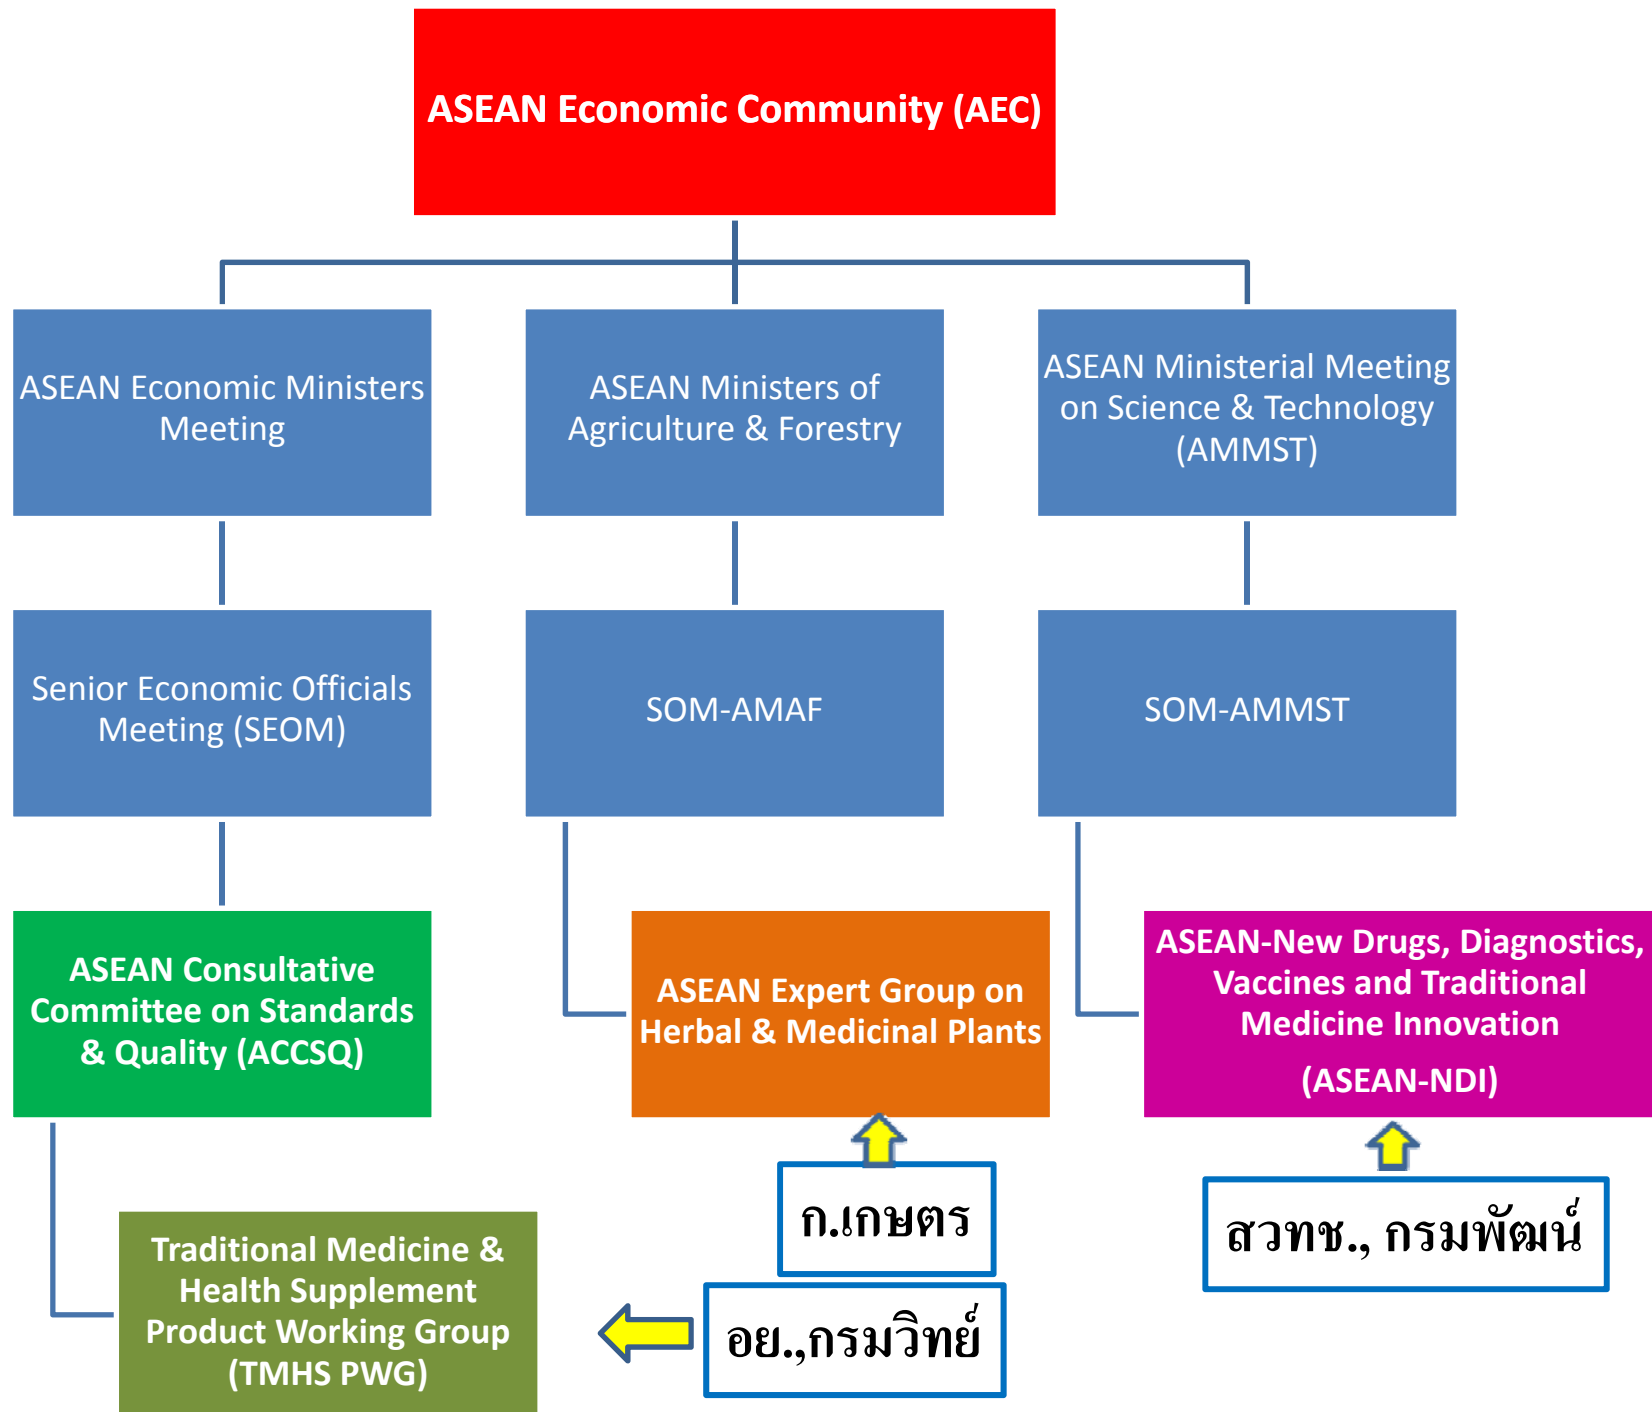 ASEAN Economic Community (AEC)
ASEAN Economic Ministers
Meeting
ASEAN Ministers of
Agriculture & Forestry
ASEAN Ministerial Meeting
on Science & Technology
(AMMST)
Senior Economic Officials
Meeting (SEOM)
SOM-AMAF
SOM-AMMST
ASEAN Consultative
Committee on Standards
& Quality (ACCSQ)
ASEAN Expert Group on
Herbal & Medicinal Plants
ASEAN-New Drugs, Diagnostics,
Vaccines and Traditional
Medicine Innovation
(ASEAN-NDI)
ก.เกษตร
สวทช., กรมพัฒน์
Traditional Medicine &
Health Supplement
Product Working Group
(TMHS PWG)
อย.,กรมวิทย์